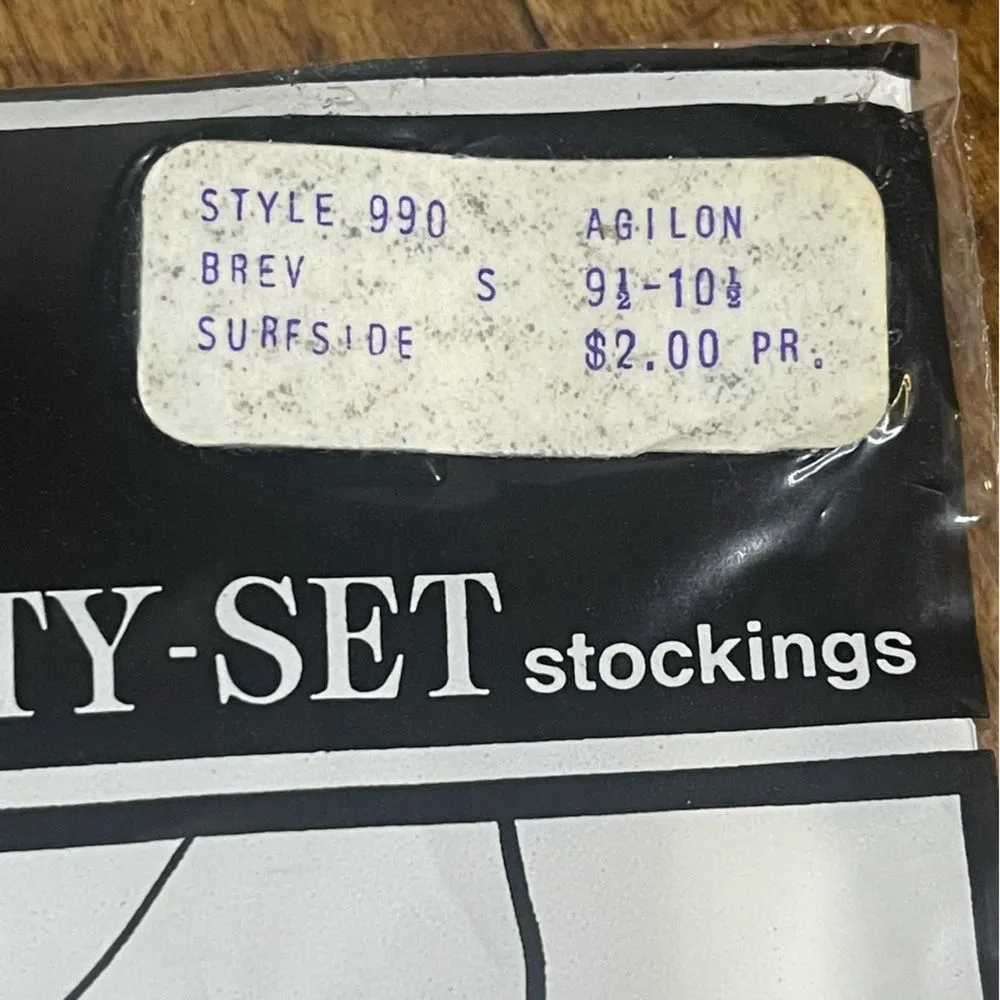 STYLE 990 AGILON
BREV S 9½-10½
SURFSIDE $2.00 PR.
TY-SET stockings